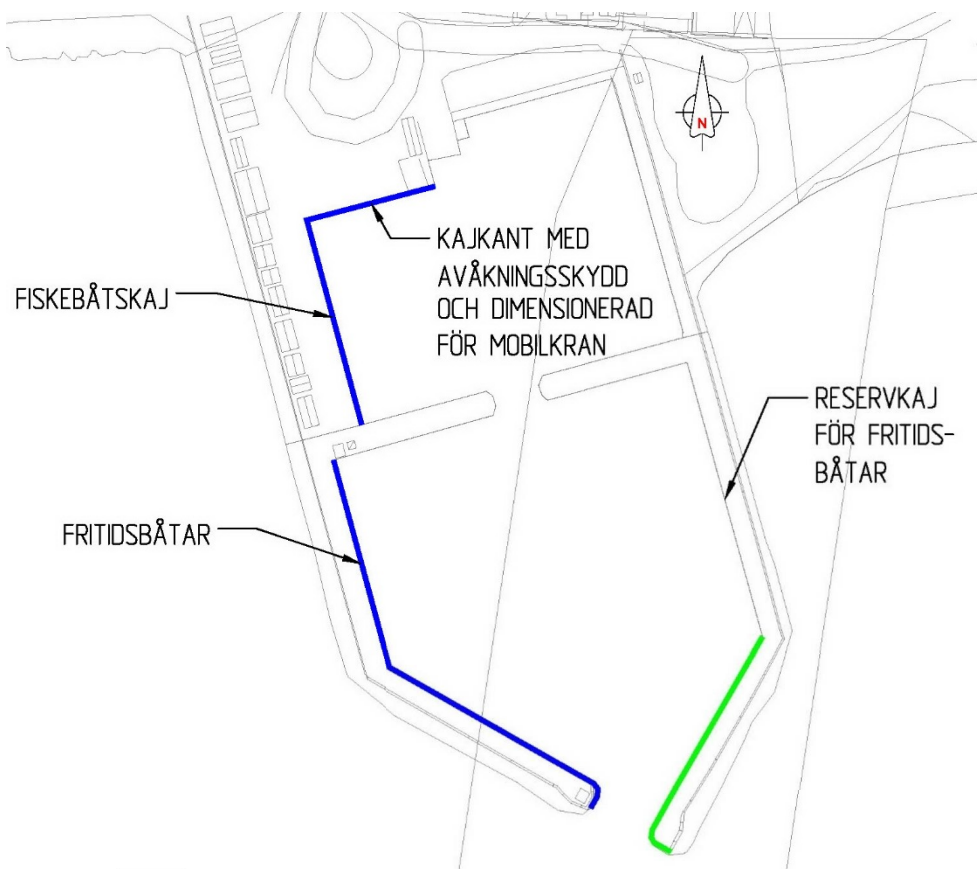 N
KAJKANT MED
AVÅKNINGSSKYDD
OCH DIMENSIONERAD
FÖR MOBILKRAN
FISKEBÅTSKAJ
RESERVKAJ
FÖR FRITIDS-
BÅTAR
FRITIDSBÅTAR